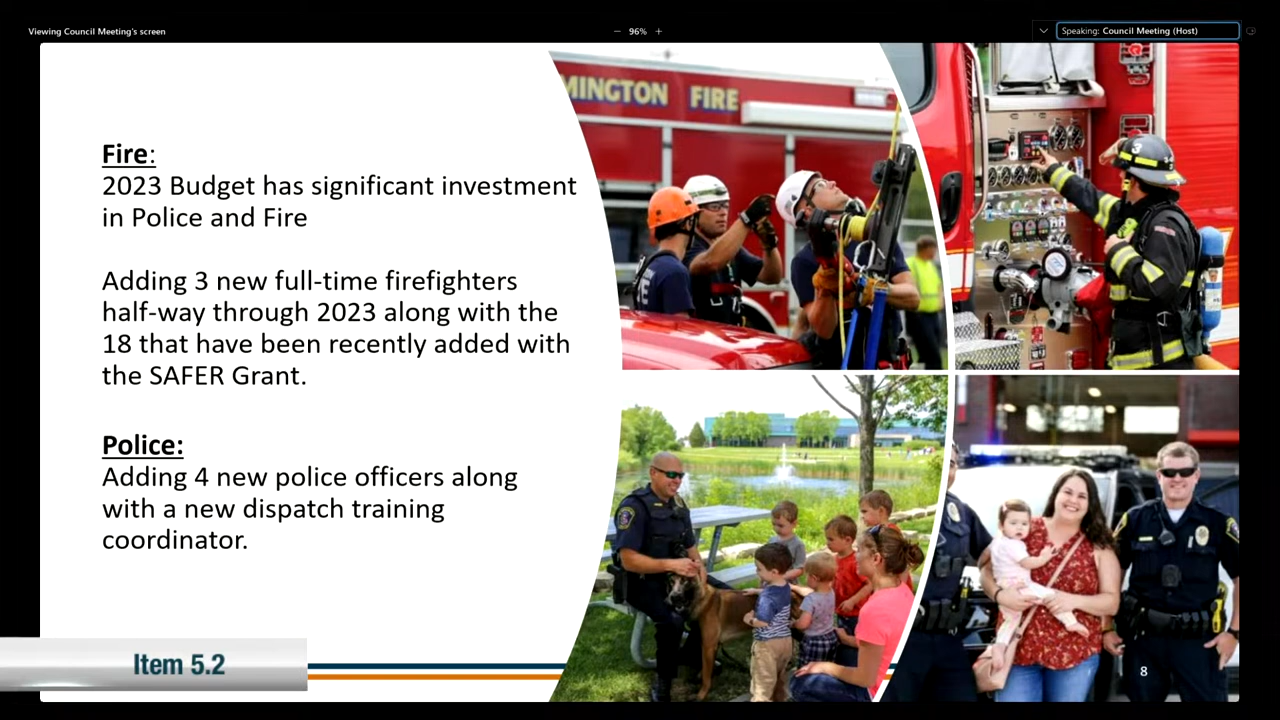 Viewing Council Meeting's screen
96%
Speaking: Council Meeting (Host)
MINGTON FIRE
3
Fire:
2023 Budget has significant investment
in Police and Fire
Adding 3 new full-time firefighters
half-way through 2023 along with the
18 that have been recently added with
the SAFER Grant.
Police:
Adding 4 new police officers along
with a new dispatch training
coordinator.
Item 5.2
8